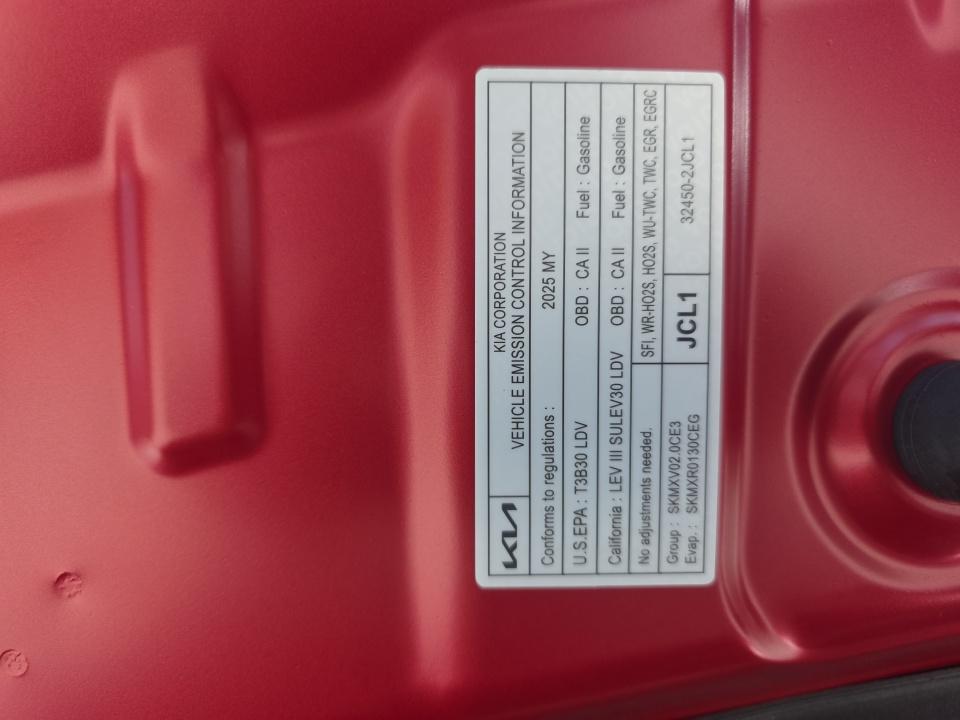 KIA
KIA CORPORATION
VEHICLE EMISSION CONTROL INFORMATION
Conforms to regulations : 2025 MY
U.S.EPA : T3B30 LDV OBD : CA II Fuel : Gasoline
California : LEV III SULEV30 LDV OBD : CA II Fuel : Gasoline
No adjustments needed. SFI, WR-HO2S, HO2S, WU-TWC, TWC, EGR, EGRC
Group : SKMXV02.0CE3
Evap. : SKMXR0130CEG
JCL1
32450-2JCL1